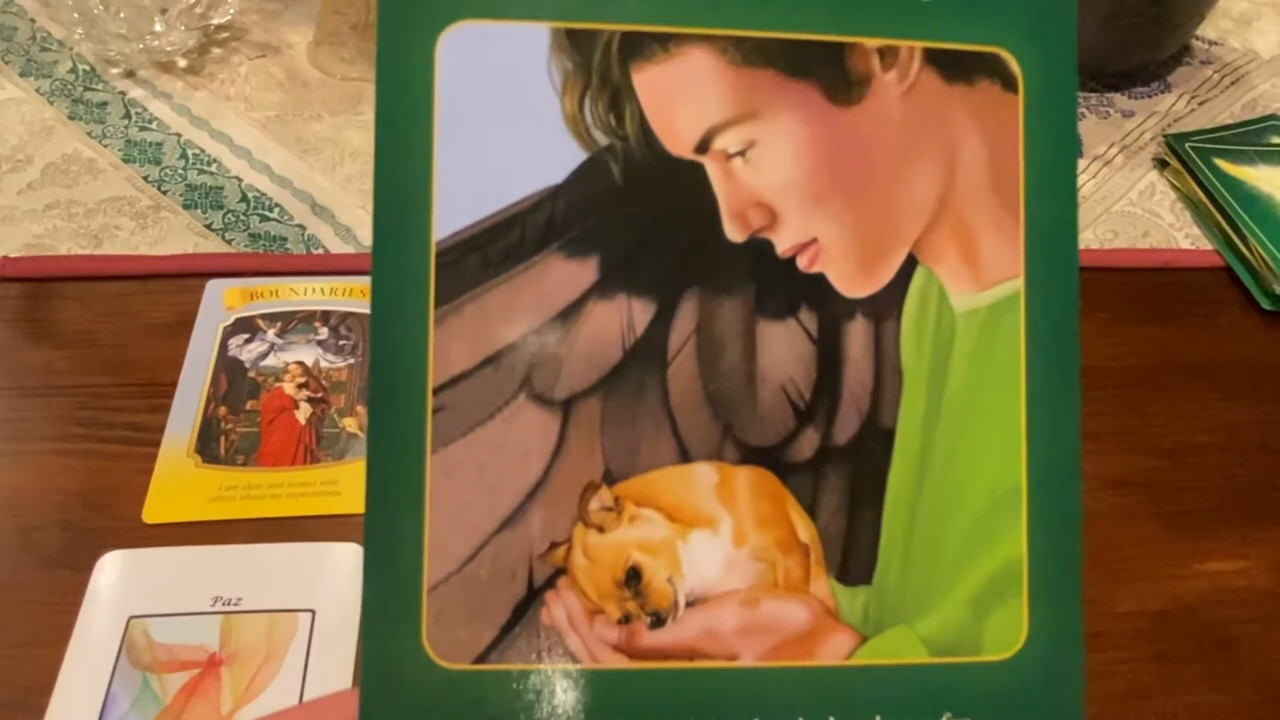 BOUNDARIES
I am clear and honest with
others about my expectations.
Paz